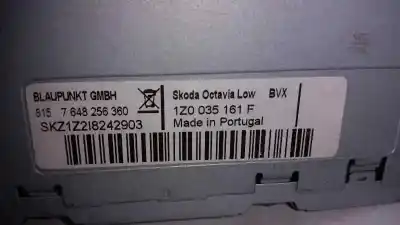 BLAUPUNKT GMBH
815 7 648 256 360
SKZ1Z2I8242903
Skoda Octavia Low BVX
1Z0 035 161 F
Made in Portugal